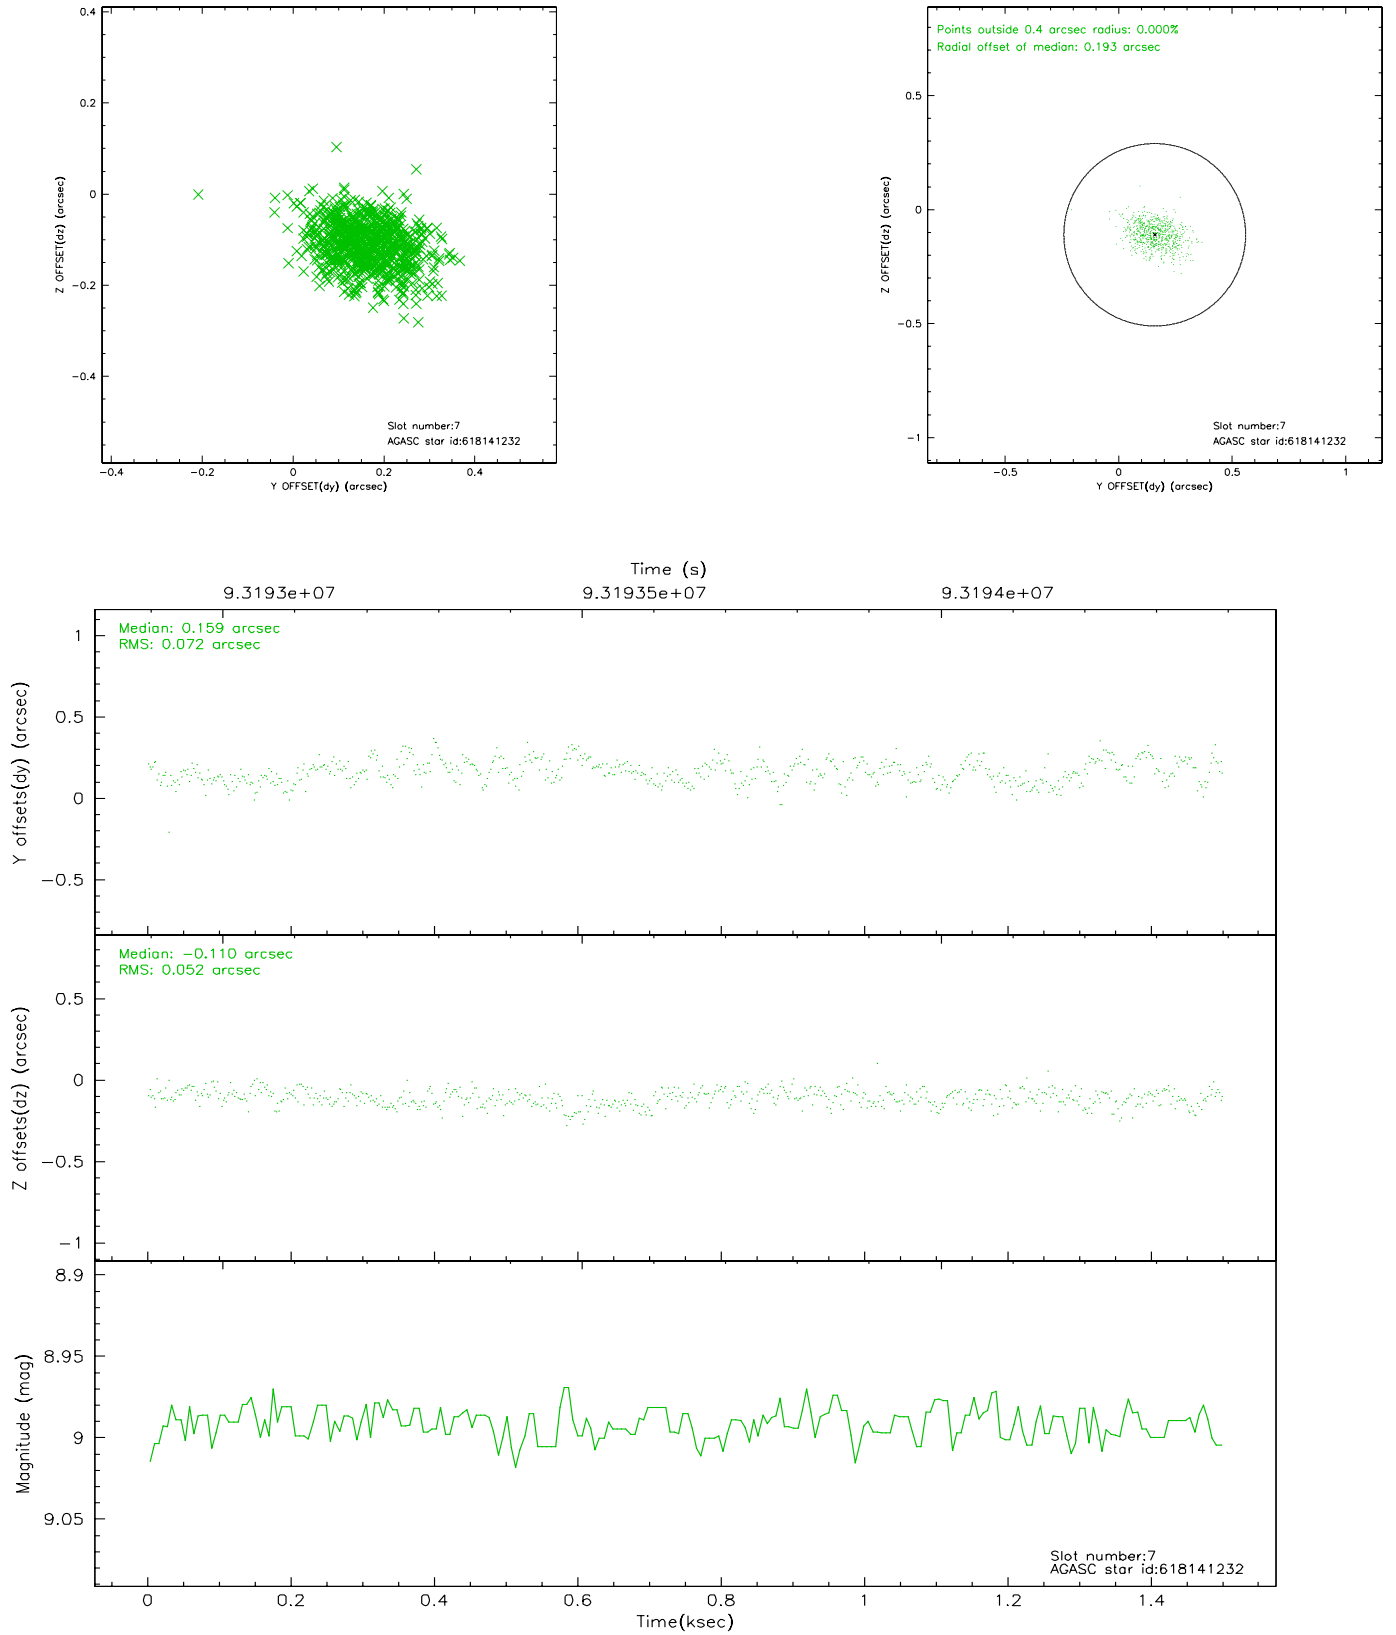 0.4
0.2
0
−0.2
−0.4
Z OFFSET(dz) (arcsec)
−0.4 −0.2 0 0.2 0.4
Y OFFSET(dy) (arcsec)
Slot number:7
AGASC star id:618141232
Points outside 0.4 arcsec radius: 0.000%
Radial offset of median: 0.193 arcsec
0.5
0
−0.5
−1
Z OFFSET(dz) (arcsec)
−0.5 0 0.5 1
Y OFFSET(dy) (arcsec)
Slot number:7
AGASC star id:618141232
Time (s)
9.3193e+07 9.31935e+07 9.3194e+07
Median: 0.159 arcsec
RMS: 0.072 arcsec
1
0.5
0
−0.5
Y offsets(dy) (arcsec)
Median: −0.110 arcsec
RMS: 0.052 arcsec
0.5
0
−0.5
−1
Z offsets(dz) (arcsec)
8.9
8.95
9
9.05
Magnitude (mag)
Slot number:7
AGASC star id:618141232
0 0.2 0.4 0.6 0.8 1 1.2 1.4
Time(ksec)